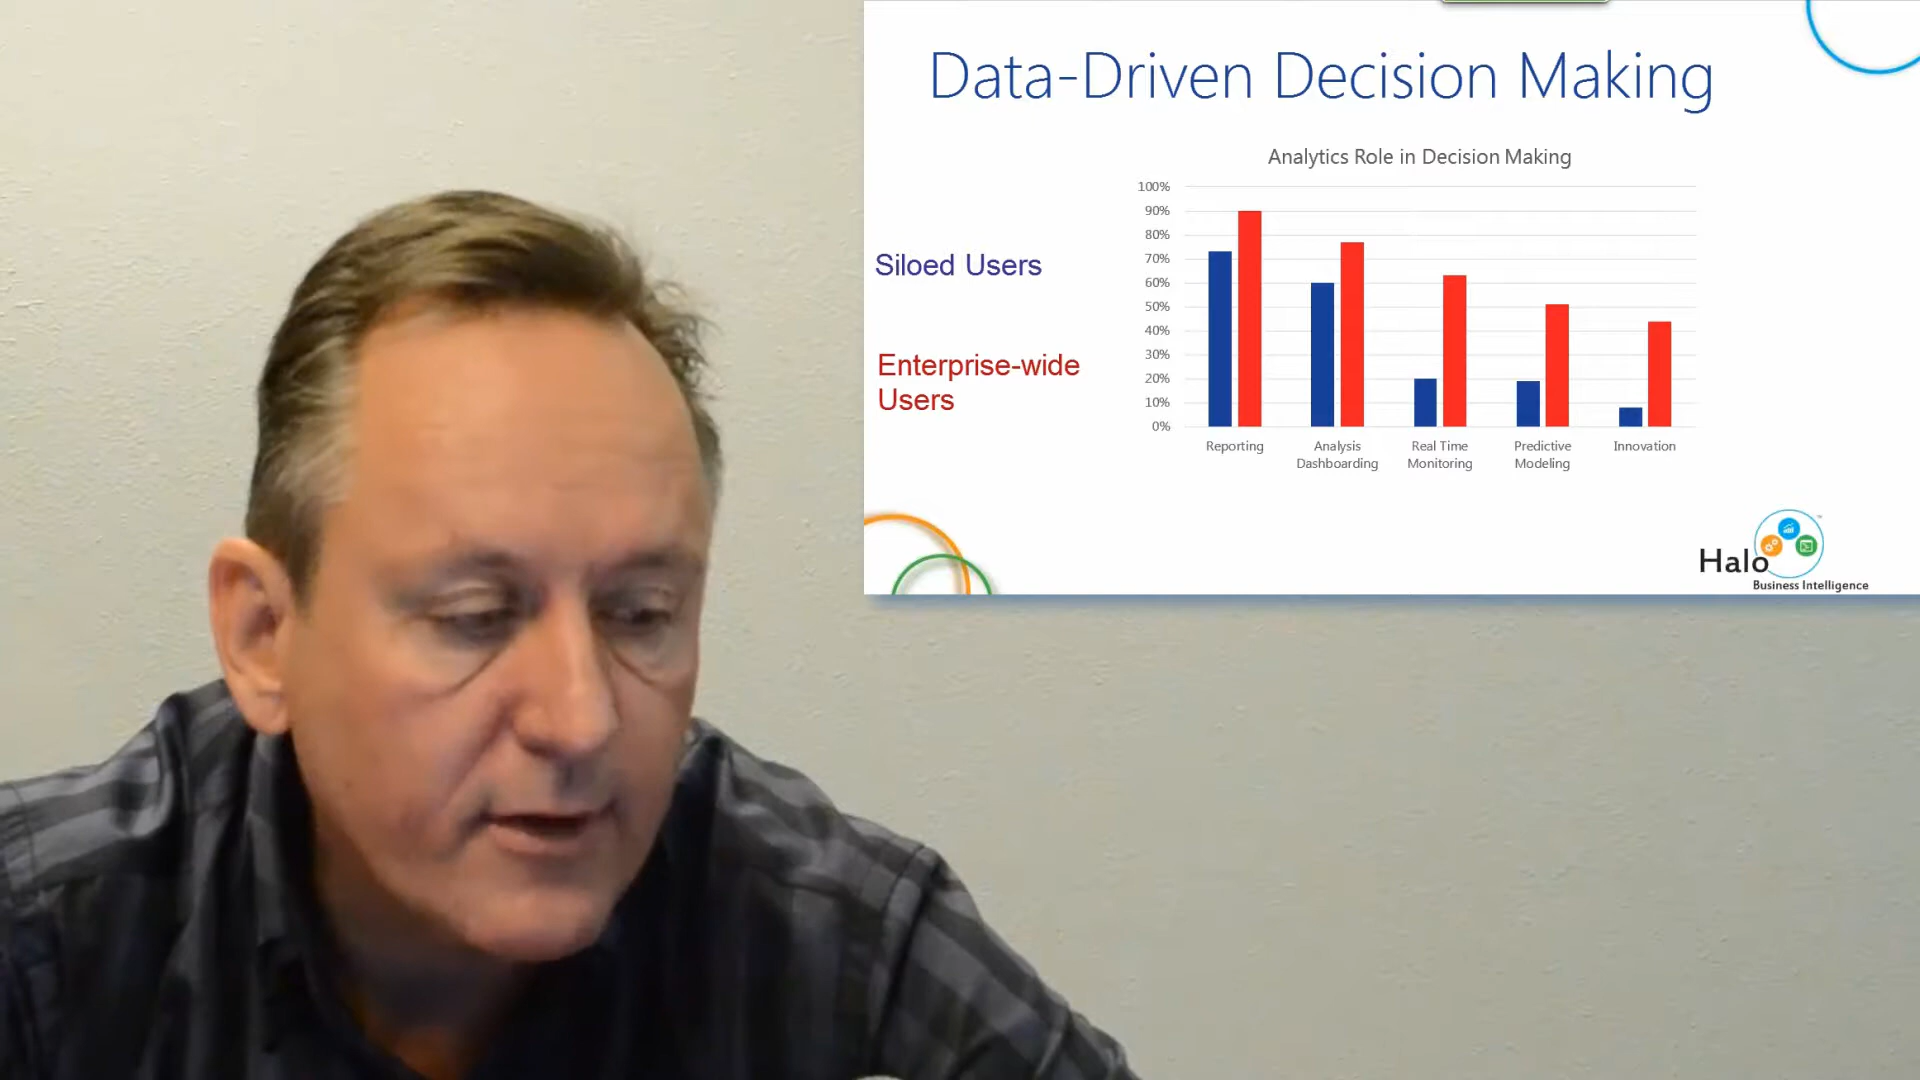 Data-Driven Decision Making
Analytics Role in Decision Making
Siloed Users
Enterprise-wide
Users
100%
90%
80%
70%
60%
50%
40%
30%
20%
10%
0%
Reporting
Analysis
Dashboarding
Real Time
Monitoring
Predictive
Modeling
Innovation
Halo
Business Intelligence